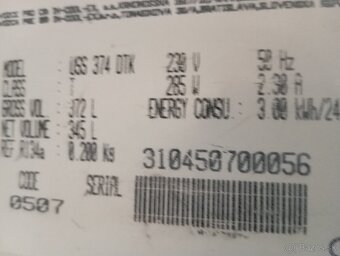 MODEL : USS 374 DTK 230 V 50 Hz
CLASS : T 285 W 2.30 A
GROSS VOL. : 372 L ENERGY CONSU.: 3.00 kWh/24
NET VOLUME : 345 L
REF. R134a : 0.200 Kg
310450700056
CODE SERIAL
0507